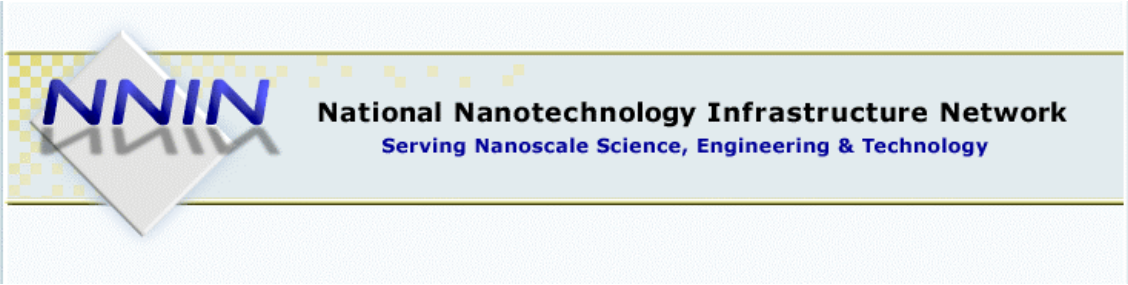 NNIN
National Nanotechnology Infrastructure Network
Serving Nanoscale Science, Engineering & Technology